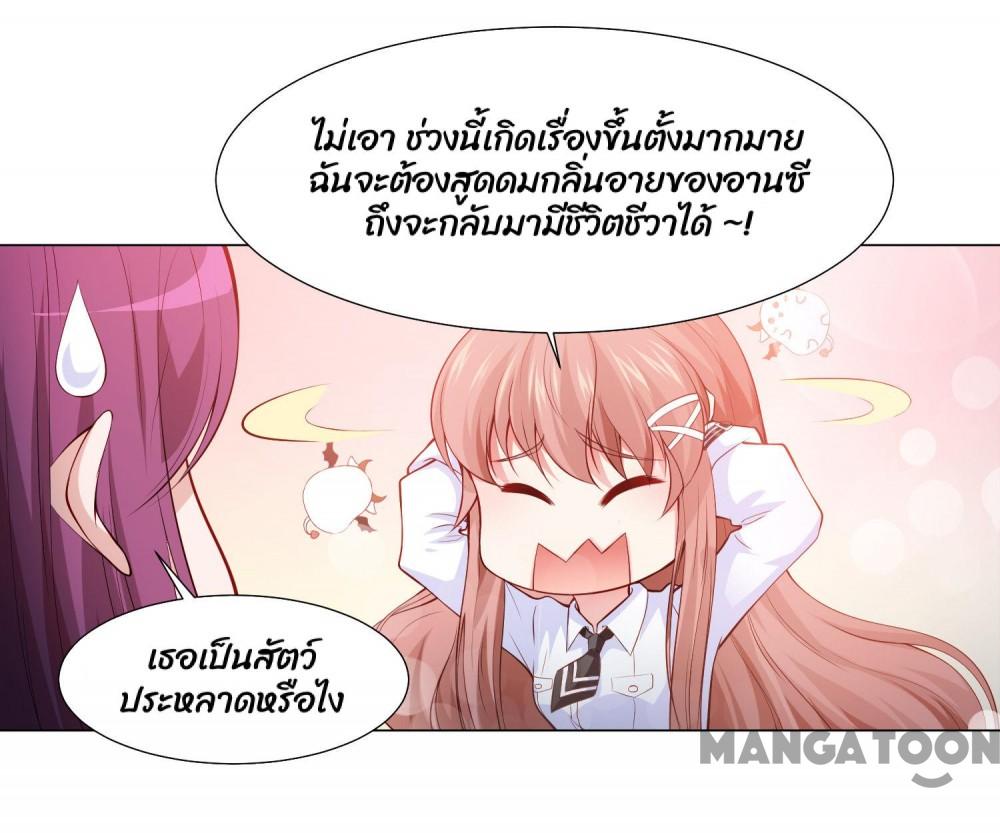 ไม่เอา ช่วงนี้เกิดเรื่องขึ้นตั้งมากมาย
ฉันจะต้องสูดดมกลิ่นอายของอานซี
ถึงจะกลับมามีชีวิตชีวาได้ ~!
เธอเป็นสัตว์
ประหลาดหรือไง
MANGATOON